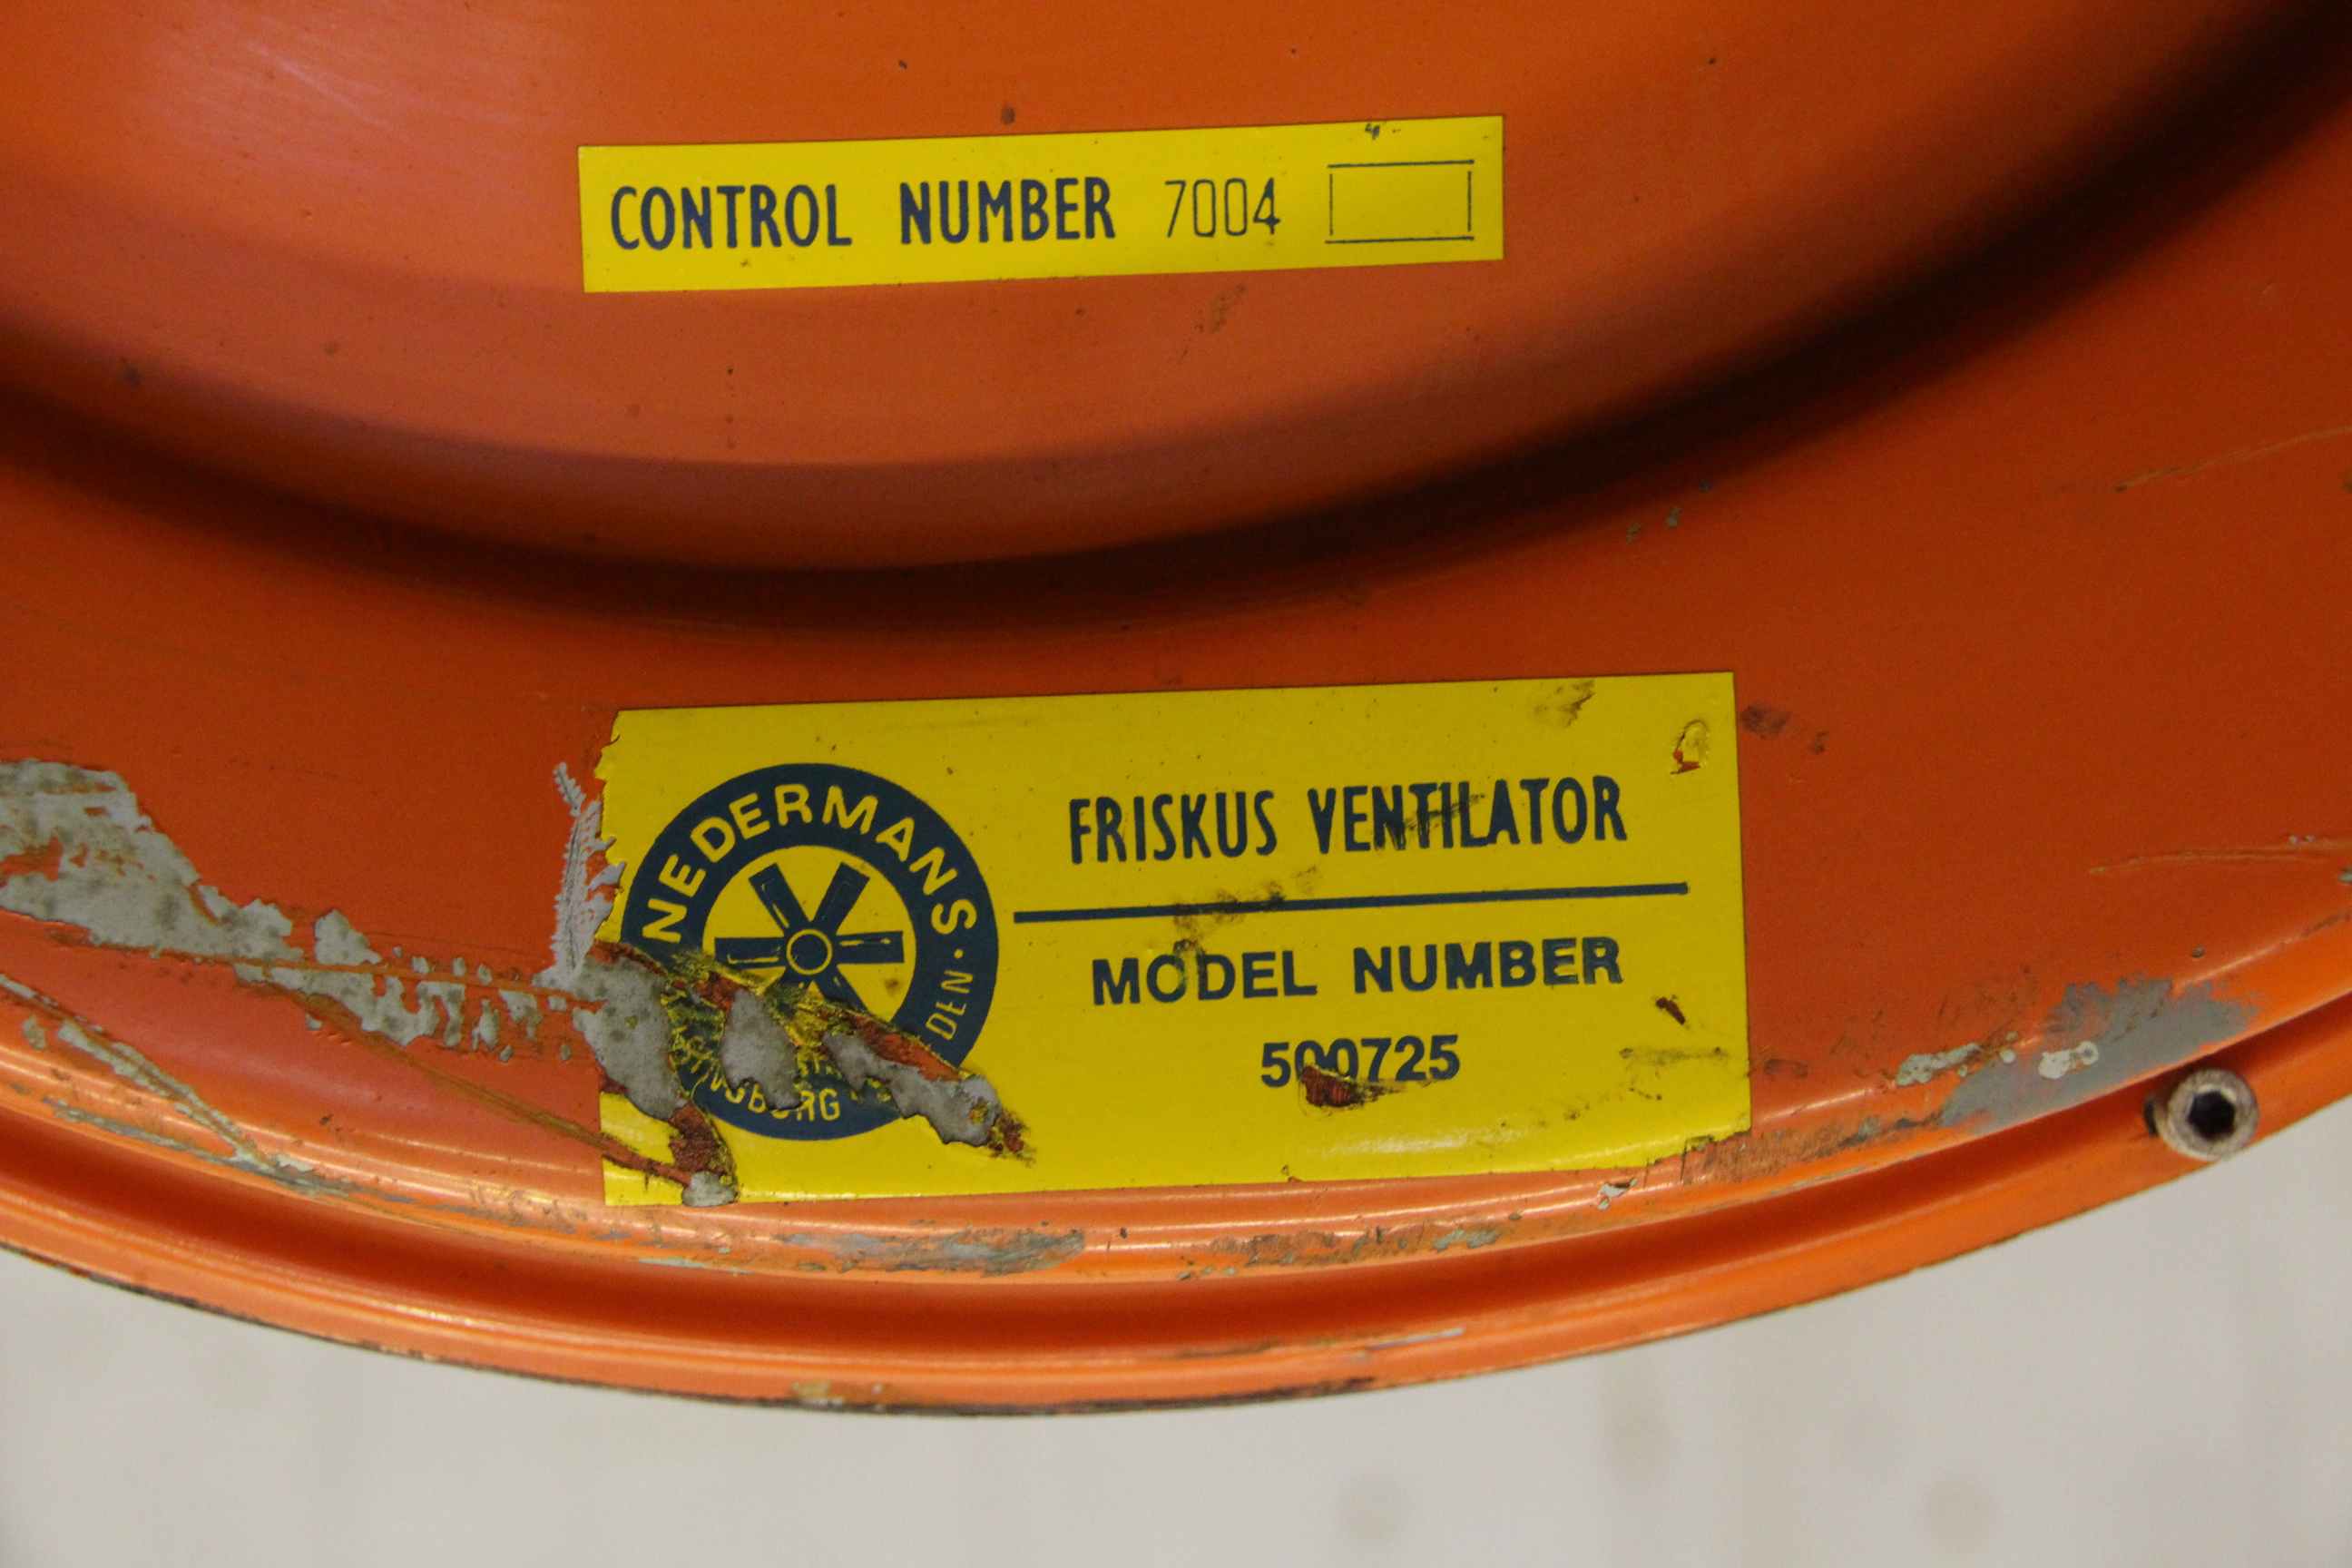 CONTROL NUMBER 7004
NEDERMANS
FRISKUS VENTILATOR
MODEL NUMBER
500725